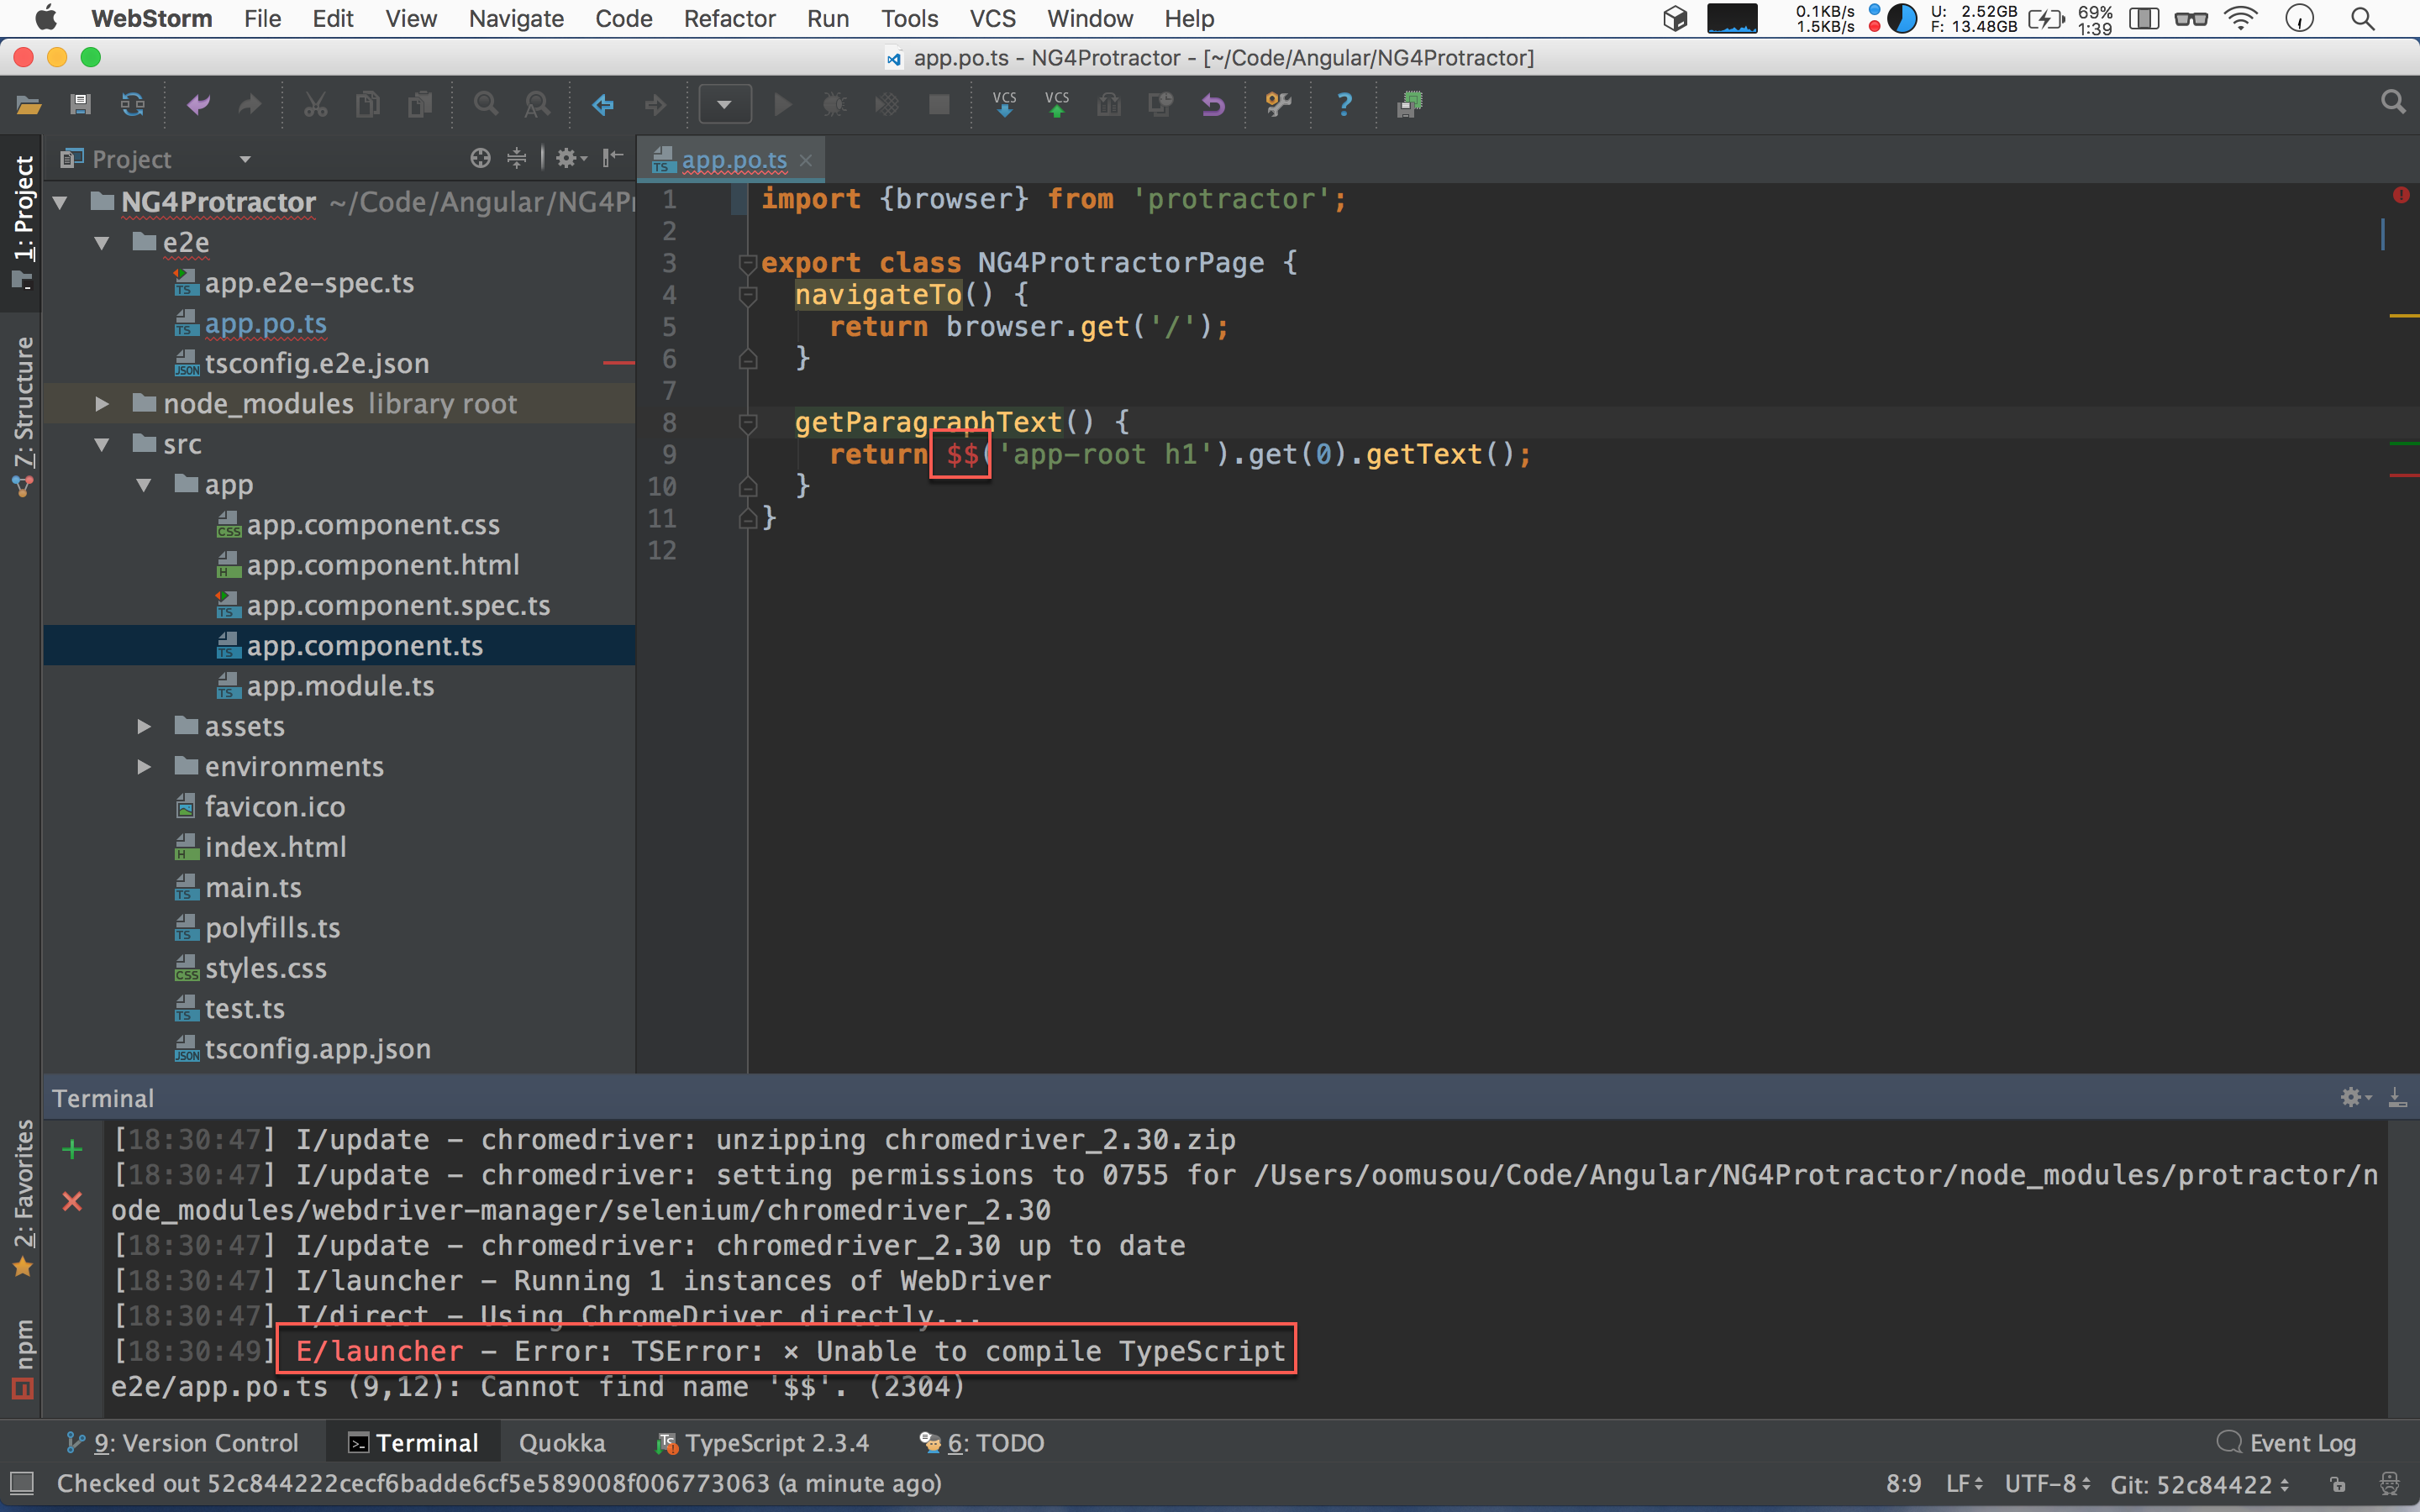 WebStorm File Edit View Navigate Code Refactor Run Tools VCS Window Help 0.1KB/s 1.5KB/s U: 2.52GB F: 13.48GB 69% 1:39
app.po.ts - NG4Protractor - [~/Code/Angular/NG4Protractor]
VCS VCS
Project
app.po.ts
1: Project
7: Structure
2: Favorites
npm
NG4Protractor ~/Code/Angular/NG4Pr
e2e
app.e2e-spec.ts
app.po.ts
tsconfig.e2e.json
node_modules library root
src
app
app.component.css
app.component.html
app.component.spec.ts
app.component.ts
app.module.ts
assets
environments
favicon.ico
index.html
main.ts
polyfills.ts
styles.css
test.ts
tsconfig.app.json
1 import {browser} from 'protractor';
2
3 export class NG4ProtractorPage {
4 navigateTo() {
5 return browser.get('/');
6 }
7
8 getParagraphText() {
9 return $$('app-root h1').get(0).getText();
10 }
11 }
12
Terminal
[18:30:47] I/update - chromedriver: unzipping chromedriver_2.30.zip
[18:30:47] I/update - chromedriver: setting permissions to 0755 for /Users/oomusou/Code/Angular/NG4Protractor/node_modules/protractor/n
ode_modules/webdriver-manager/selenium/chromedriver_2.30
[18:30:47] I/update - chromedriver: chromedriver_2.30 up to date
[18:30:47] I/launcher - Running 1 instances of WebDriver
[18:30:47] I/direct - Using ChromeDriver directly...
[18:30:49] E/launcher - Error: TSError: × Unable to compile TypeScript
e2e/app.po.ts (9,12): Cannot find name '$$'. (2304)
9: Version Control Terminal Quokka TypeScript 2.3.4 6: TODO Event Log
Checked out 52c844222cecf6badde6cf5e589008f006773063 (a minute ago) 8:9 LF UTF-8 Git: 52c84422